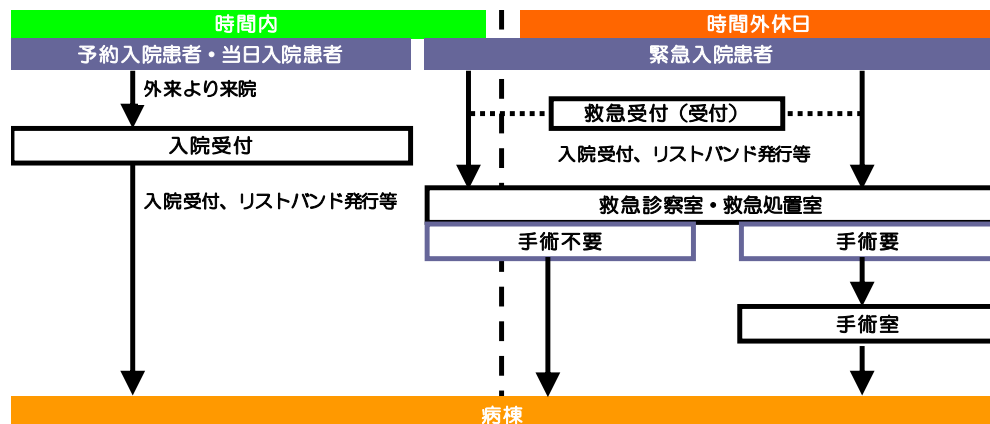 時間内
時間外休日
予約入院患者・当日入院患者
緊急入院患者
外来より来院
救急受付（受付）
入院受付
入院受付、リストバンド発行等
入院受付、リストバンド発行等
救急診察室・救急処置室
手術不要
手術要
手術室
病棟